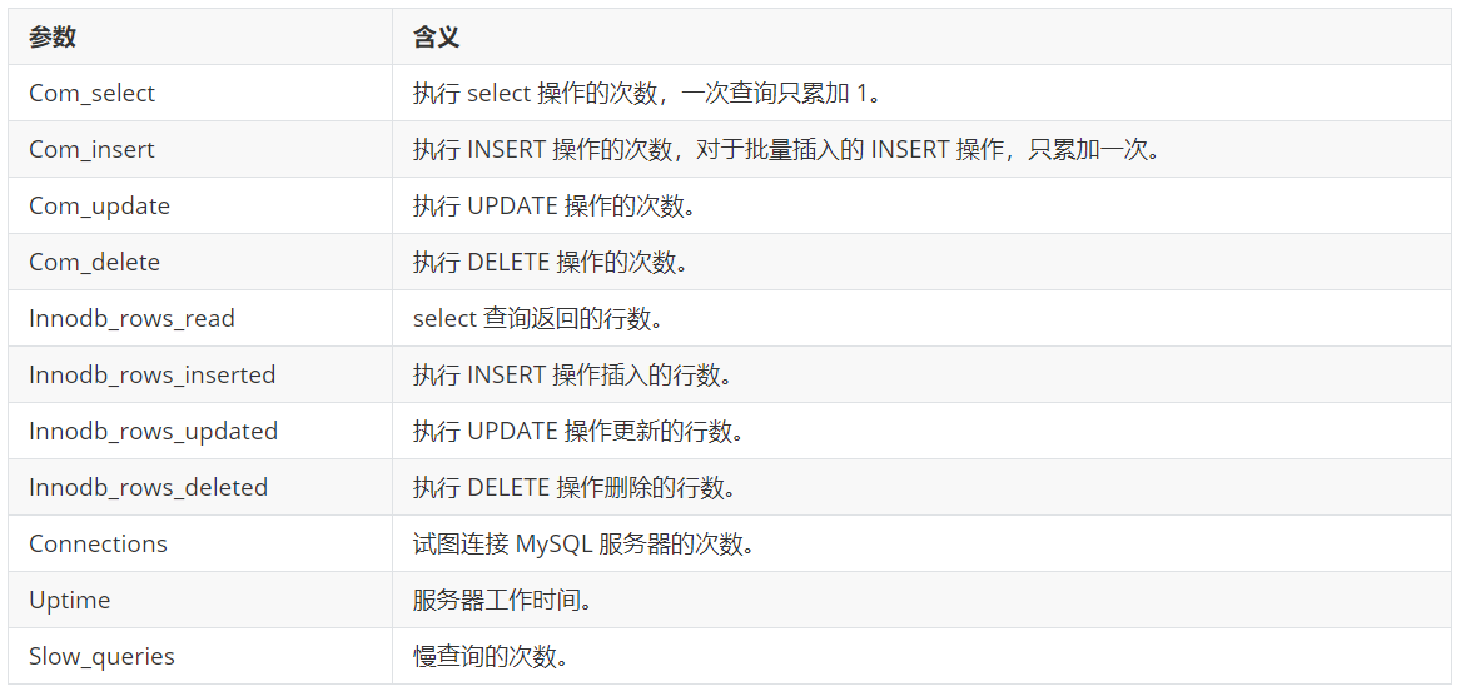 参数 含义
Com_select 执行 select 操作的次数，一次查询只累加 1。
Com_insert 执行 INSERT 操作的次数，对于批量插入的 INSERT 操作，只累加一次。
Com_update 执行 UPDATE 操作的次数。
Com_delete 执行 DELETE 操作的次数。
Innodb_rows_read select 查询返回的行数。
Innodb_rows_inserted 执行 INSERT 操作插入的行数。
Innodb_rows_updated 执行 UPDATE 操作更新的行数。
Innodb_rows_deleted 执行 DELETE 操作删除的行数。
Connections 试图连接 MySQL 服务器的次数。
Uptime 服务器工作时间。
Slow_queries 慢查询的次数。